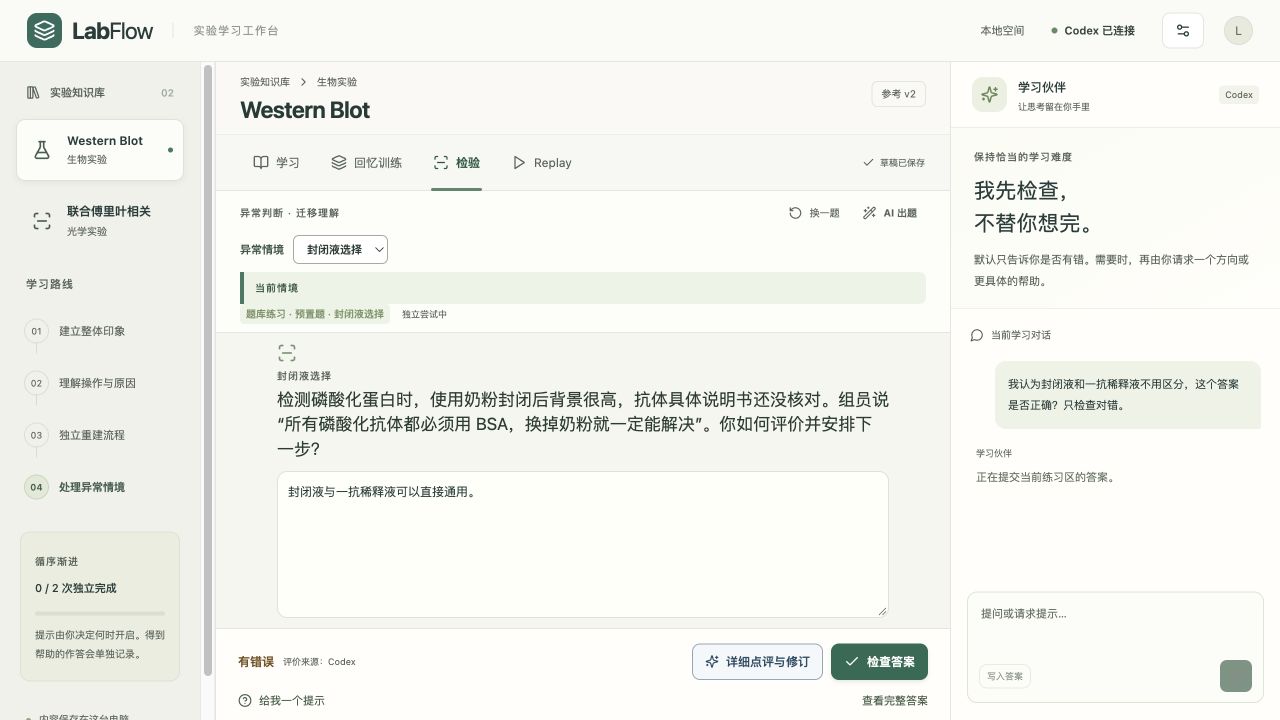 LabFlow
实验学习工作台
本地空间
Codex 已连接
L
实验知识库
02
Western Blot
生物实验
联合傅里叶相关
光学实验
学习路线
01 建立整体印象
02 理解操作与原因
03 独立重建流程
04 处理异常情境
循序渐进
0 / 2 次独立完成
提示由你决定何时开启。得到
帮助的作答会单独记录。
实验知识库 > 生物实验
Western Blot
参考 v2
学习
回忆训练
检验
Replay
草稿已保存
异常判断 · 迁移理解
换一题
AI 出题
异常情境
封闭液选择
当前情境
题库练习 · 预置题 · 封闭液选择
独立尝试中
封闭液选择
检测磷酸化蛋白时，使用奶粉封闭后背景很高，抗体具体说明书还没核对。组员说
“所有磷酸化抗体都必须用 BSA，换掉奶粉就一定能解决”。你如何评价并安排下
一步？
封闭液与一抗稀释液可以直接通用。
有错误
评价来源：Codex
详细点评与修订
检查答案
给我一个提示
查看完整答案
学习伙伴
让思考留在你手里
Codex
保持恰当的学习难度
我先检查，
不替你想完。
默认只告诉你是否有错。需要时，再由你请求一个方向或
更具体的帮助。
当前学习对话
我认为封闭液和一抗稀释液不用区分，这个答案
是否正确？只检查对错。
学习伙伴
正在提交当前练习区的答案。
提问或请求提示...
写入答案